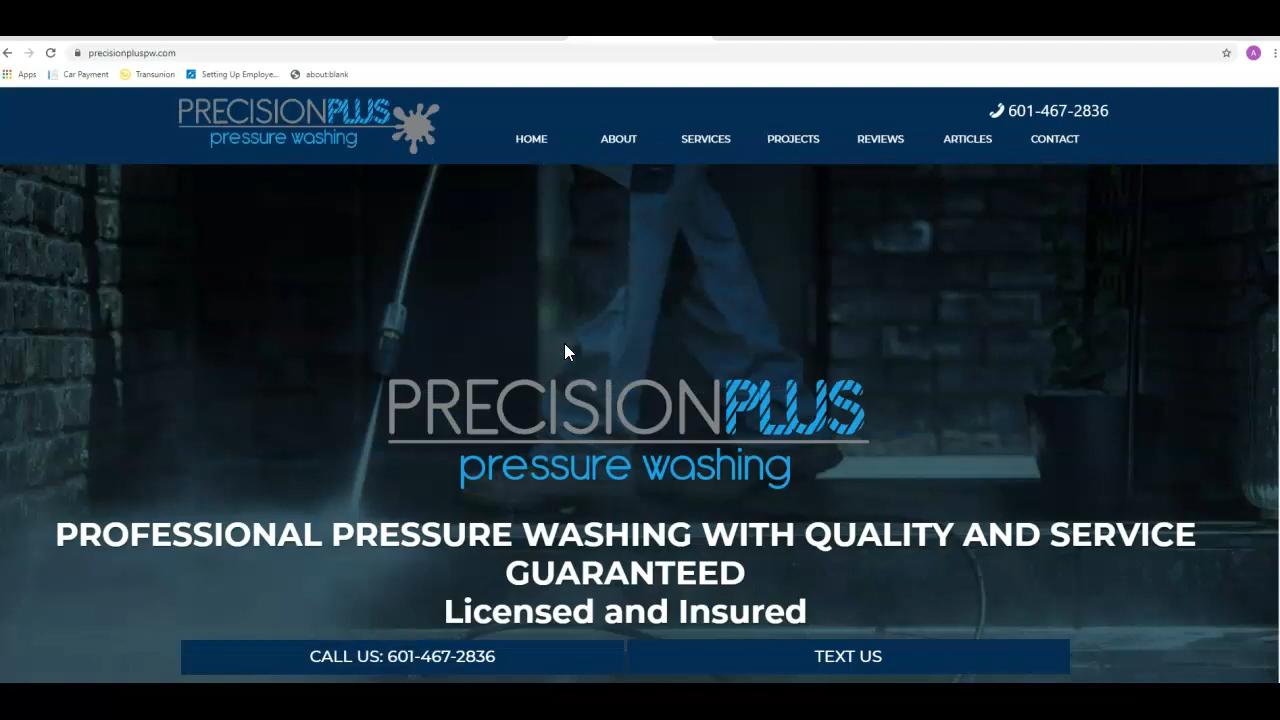 precisionpluspw.com
A
Apps Car Payment Transunion Setting Up Employe... about:blank
PRECISIONPLUS
pressure washing
601-467-2836
HOME ABOUT SERVICES PROJECTS REVIEWS ARTICLES CONTACT
PRECISIONPLUS
pressure washing
PROFESSIONAL PRESSURE WASHING WITH QUALITY AND SERVICE
GUARANTEED
Licensed and Insured
CALL US: 601-467-2836 TEXT US